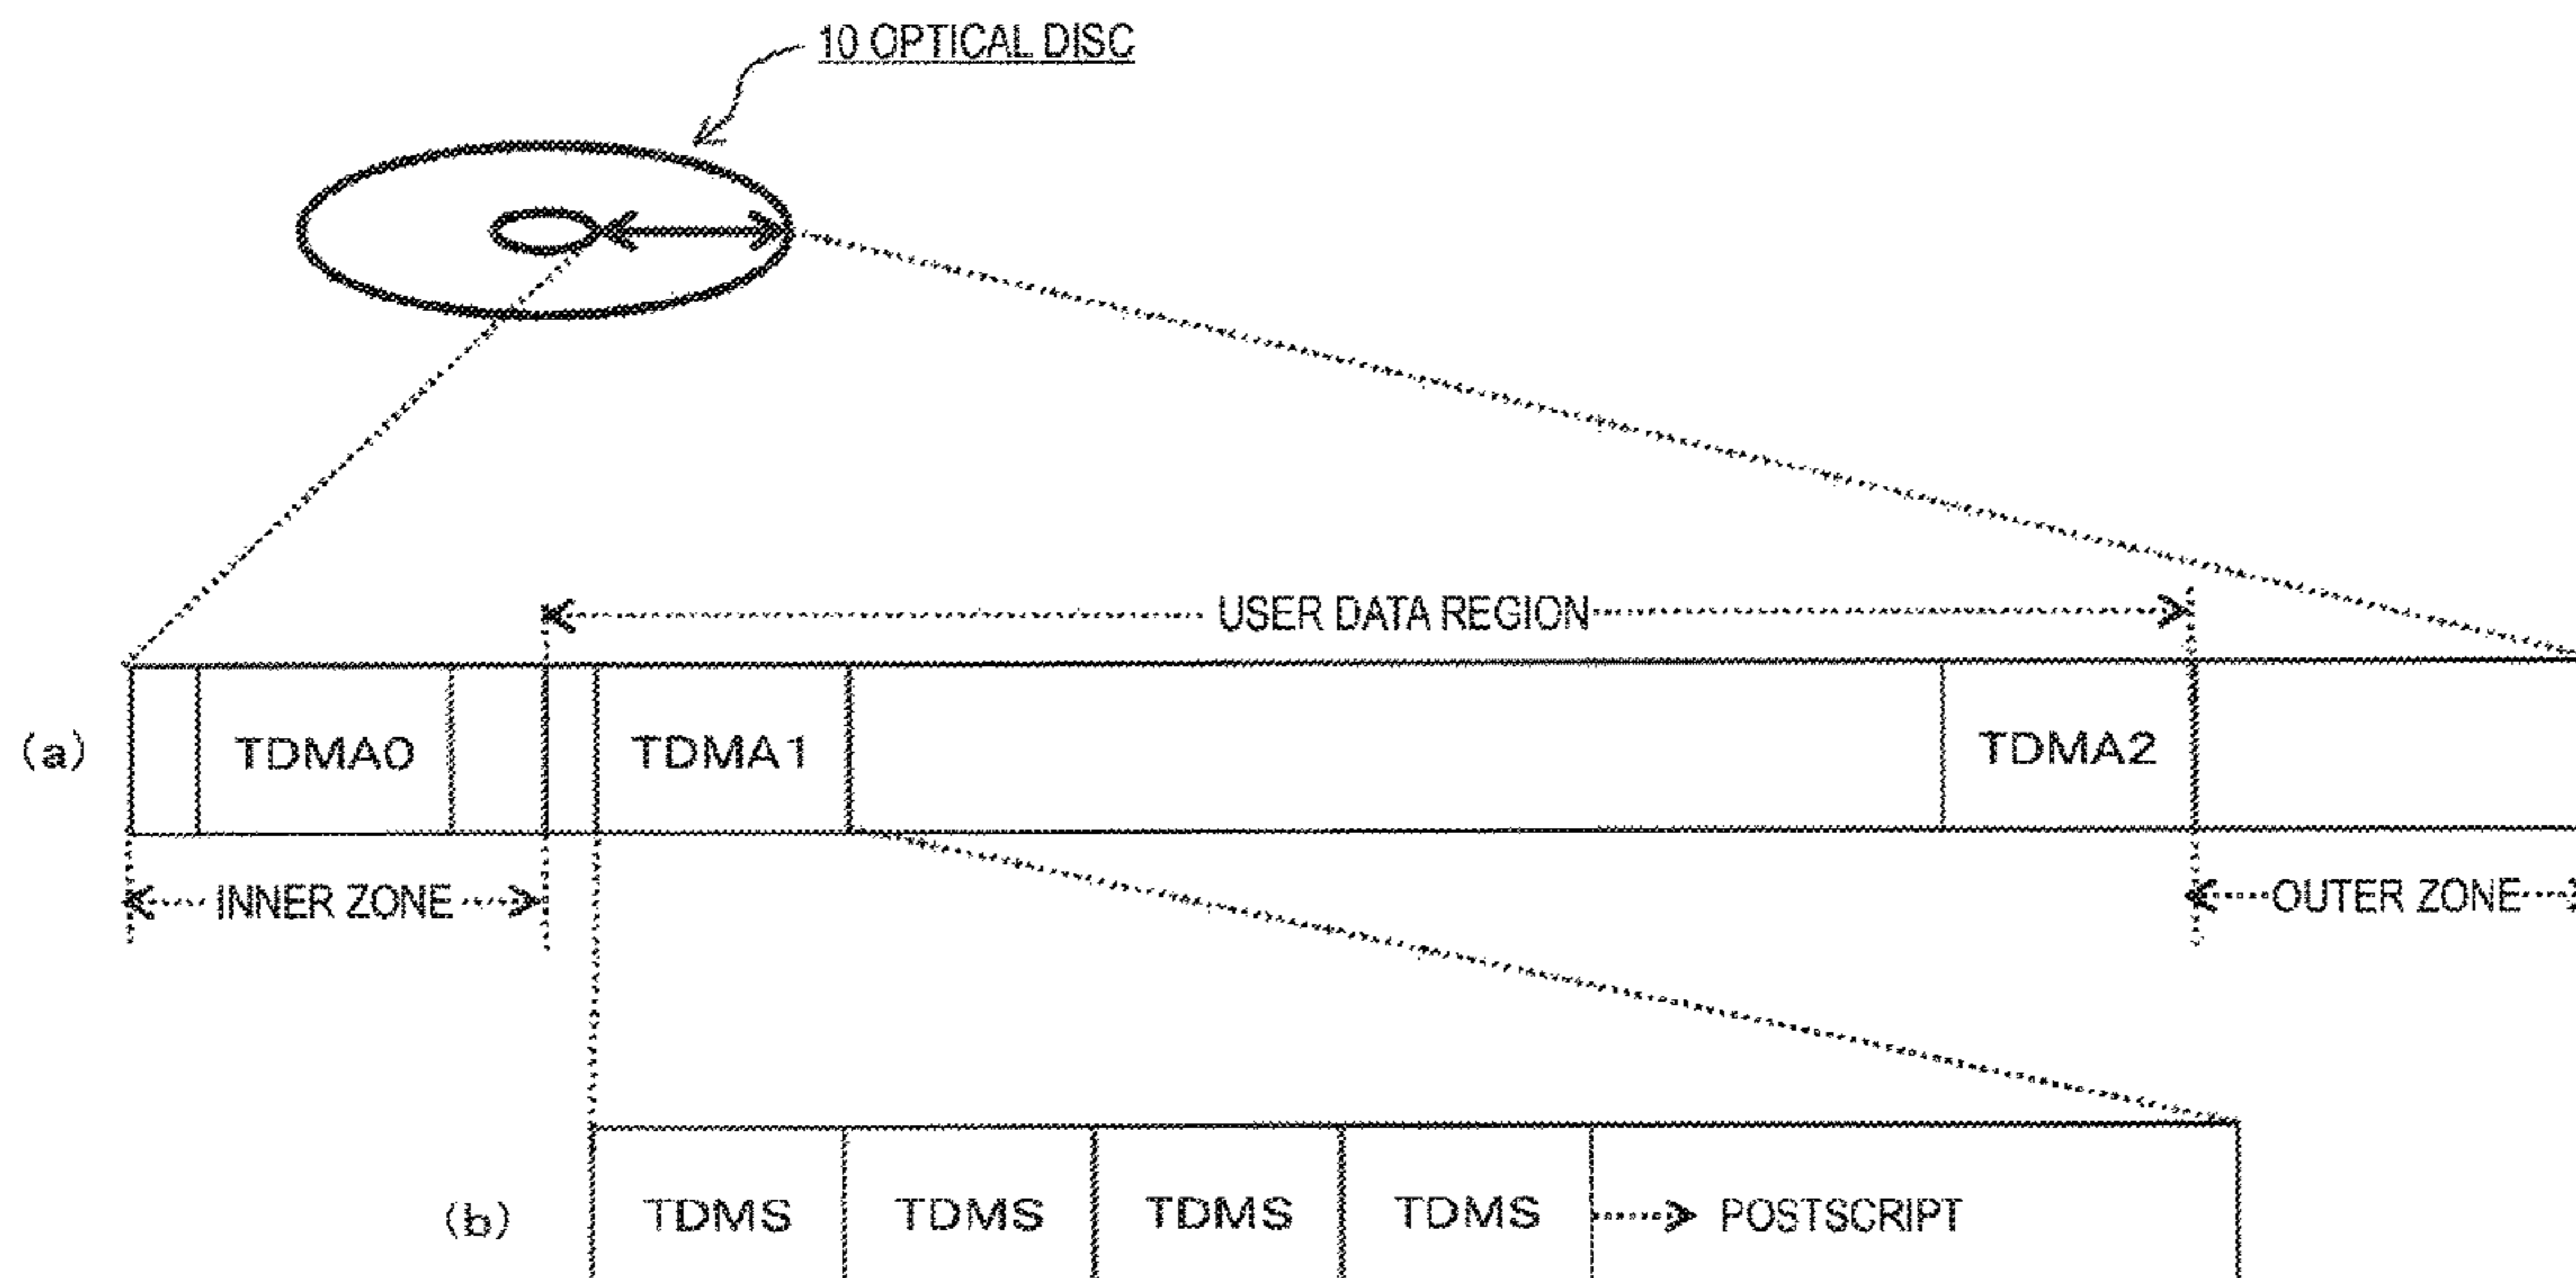 10 OPTICAL DISC
USER DATA REGION
(a) TDMA0 TDMA1 TDMA2
INNER ZONE OUTER ZONE
(b) TDMS TDMS TDMS TDMS POSTSCRIPT